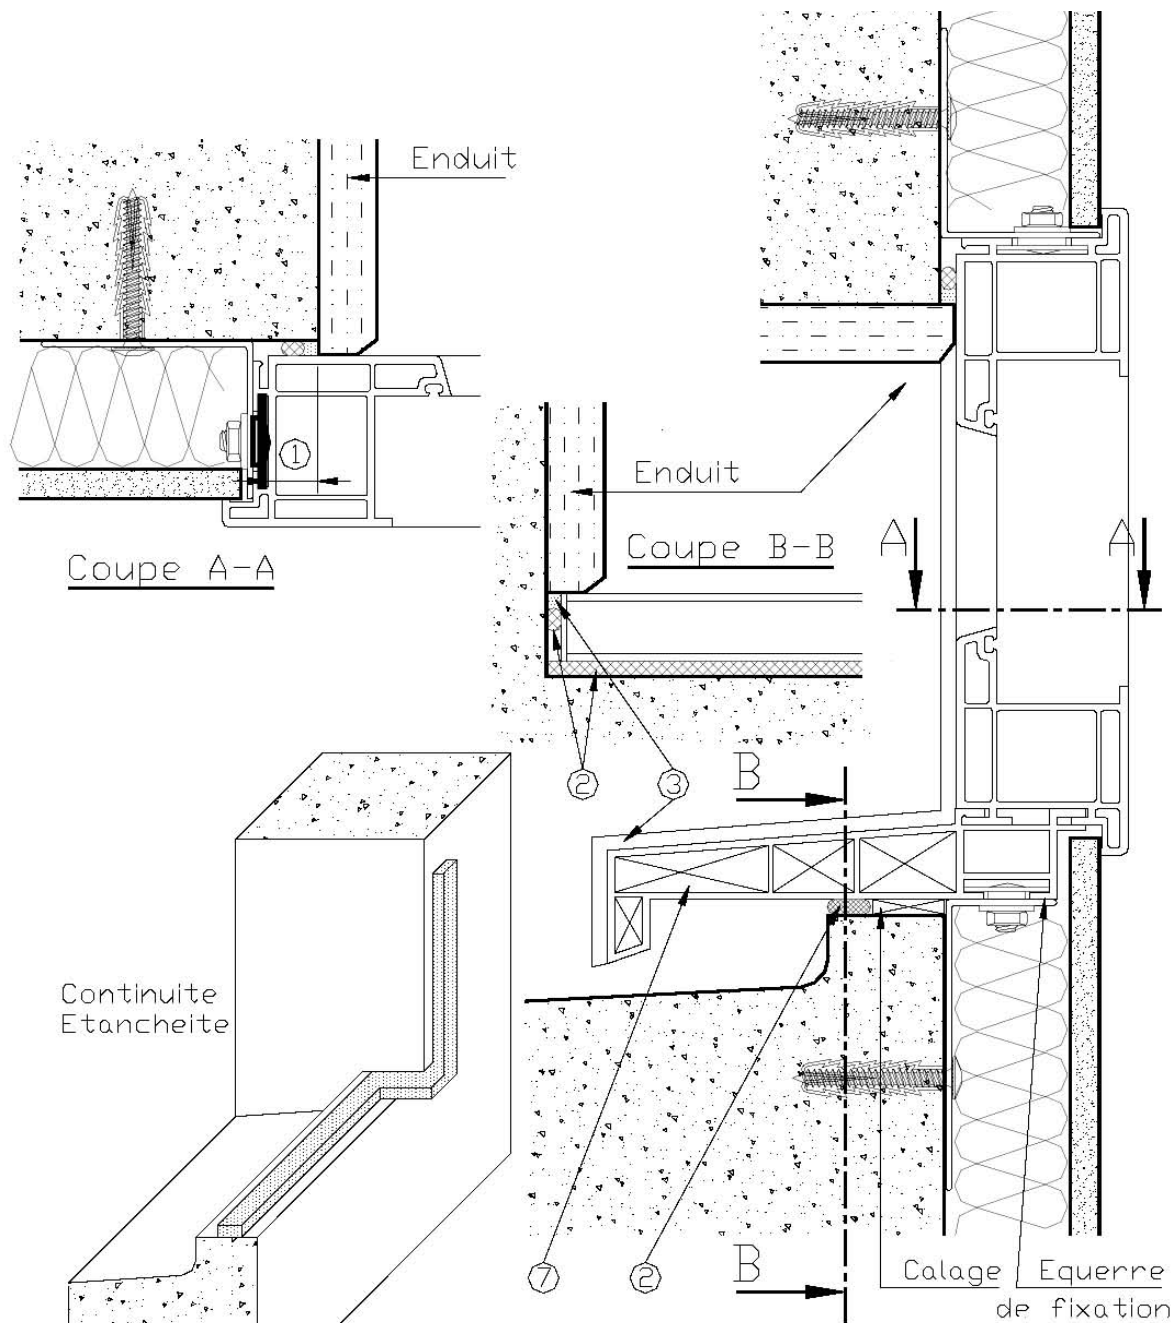 Enduit
1
Coupe A-A
Enduit
Coupe B-B
A
A
2
3
B
Continuite
Etancheite
7
2
B
Calage
Equerre
de fixation